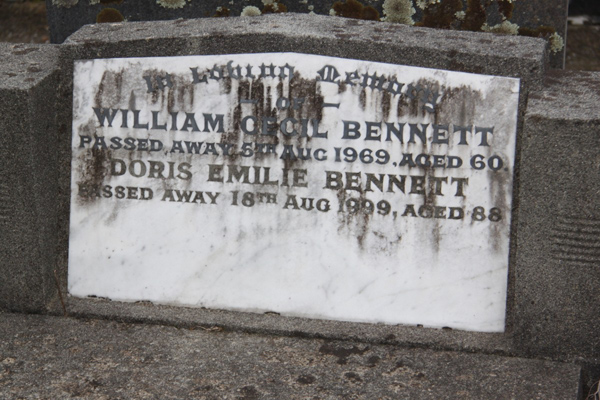 In Loving Memory
— OF —
WILLIAM CECIL BENNETT
PASSED AWAY 5TH AUG 1969, AGED 60
DORIS EMILIE BENNETT
PASSED AWAY 18TH AUG 1999, AGED 88